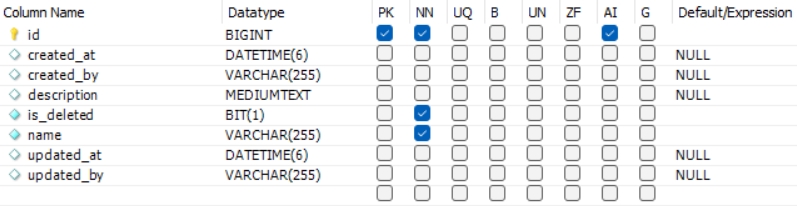 Column Name Datatype PK NN UQ B UN ZF AI G Default/Expression
id BIGINT
created_at DATETIME(6) NULL
created_by VARCHAR(255) NULL
description MEDIUMTEXT NULL
is_deleted BIT(1)
name VARCHAR(255)
updated_at DATETIME(6) NULL
updated_by VARCHAR(255) NULL